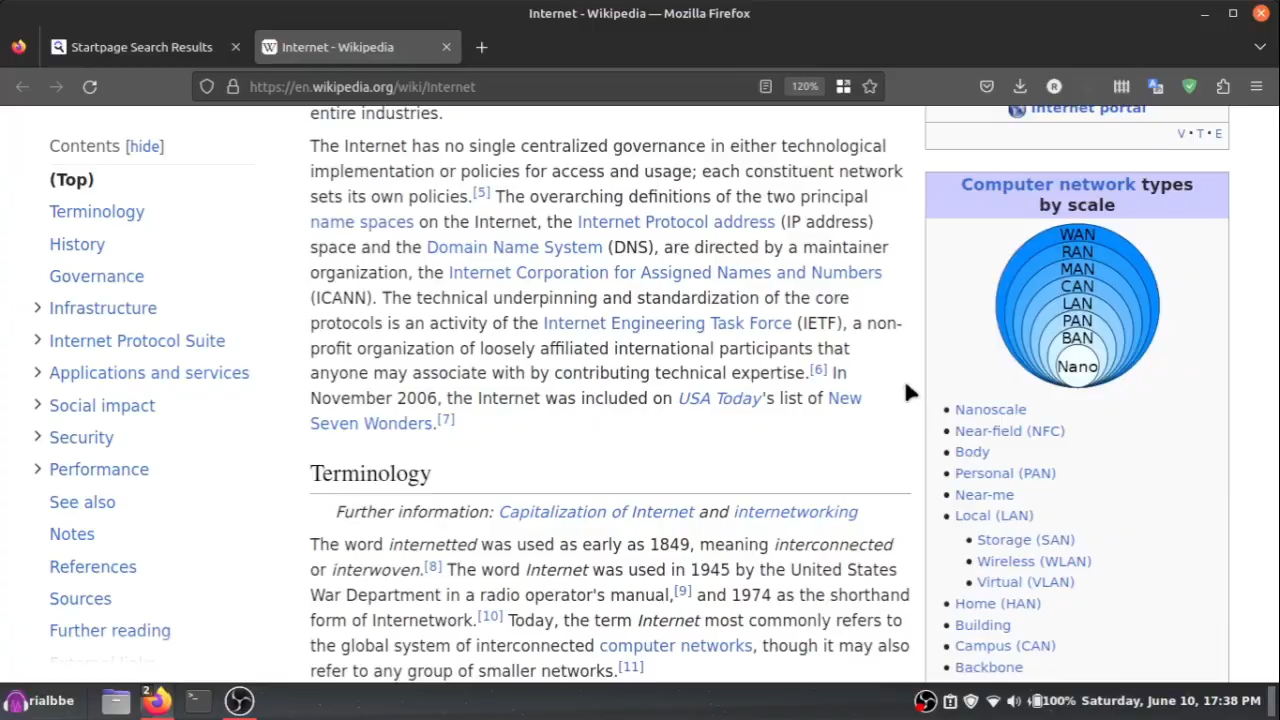 Internet - Wikipedia — Mozilla Firefox
Startpage Search Results
Internet - Wikipedia
https://en.wikipedia.org/wiki/Internet
120%
entire industries.
The Internet has no single centralized governance in either technological
implementation or policies for access and usage; each constituent network
sets its own policies.[5] The overarching definitions of the two principal
name spaces on the Internet, the Internet Protocol address (IP address)
space and the Domain Name System (DNS), are directed by a maintainer
organization, the Internet Corporation for Assigned Names and Numbers
(ICANN). The technical underpinning and standardization of the core
protocols is an activity of the Internet Engineering Task Force (IETF), a non-
profit organization of loosely affiliated international participants that
anyone may associate with by contributing technical expertise.[6] In
November 2006, the Internet was included on USA Today's list of New
Seven Wonders.[7]
Terminology
Further information: Capitalization of Internet and internetworking
The word internetted was used as early as 1849, meaning interconnected
or interwoven.[8] The word Internet was used in 1945 by the United States
War Department in a radio operator's manual,[9] and 1974 as the shorthand
form of Internetwork.[10] Today, the term Internet most commonly refers to
the global system of interconnected computer networks, though it may also
refer to any group of smaller networks.[11]
Contents [hide]
(Top)
Terminology
History
Governance
Infrastructure
Internet Protocol Suite
Applications and services
Social impact
Security
Performance
See also
Notes
References
Sources
Further reading
External links
Internet portal
V • T • E
Computer network types
by scale
WAN
RAN
MAN
CAN
LAN
PAN
BAN
Nano
Nanoscale
Near-field (NFC)
Body
Personal (PAN)
Near-me
Local (LAN)
Storage (SAN)
Wireless (WLAN)
Virtual (VLAN)
Home (HAN)
Building
Campus (CAN)
Backbone
rialbbe
2
100% Saturday, June 10, 17:38 PM